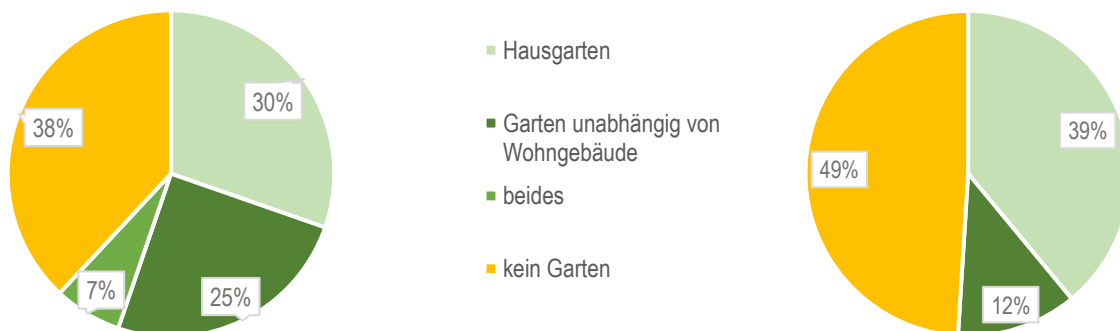 30%
38%
7%
25%
Hausgarten
Garten unabhängig von
Wohngebäude
beides
kein Garten
39%
49%
12%